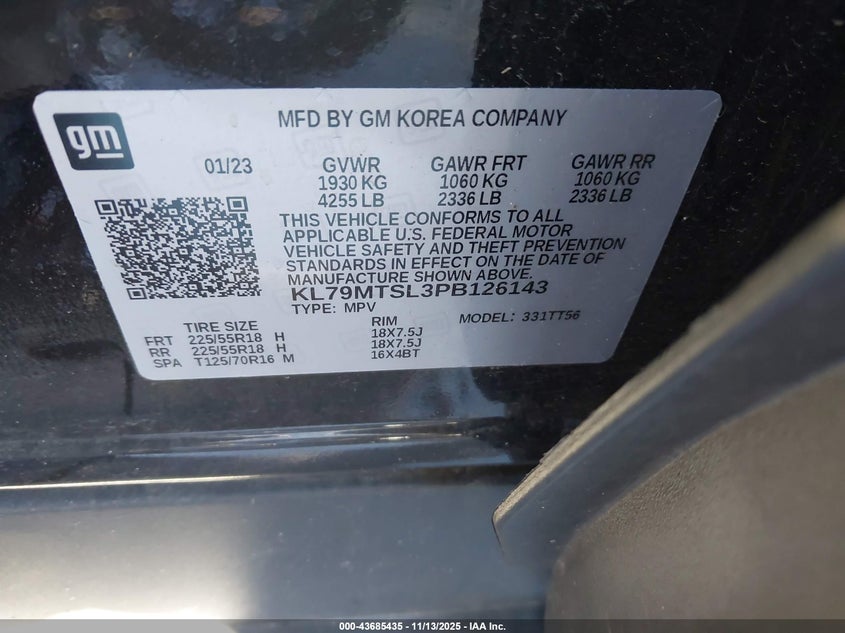 gm
MFD BY GM KOREA COMPANY
01/23 GVWR GAWR FRT GAWR RR
1930 KG 1060 KG 1060 KG
4255 LB 2336 LB 2336 LB
THIS VEHICLE CONFORMS TO ALL
APPLICABLE U.S. FEDERAL MOTOR
VEHICLE SAFETY AND THEFT PREVENTION
STANDARDS IN EFFECT ON THE DATE OF
MANUFACTURE SHOWN ABOVE.
KL79MTSL3PB126143
TYPE: MPV MODEL: 331TT56
TIRE SIZE RIM
FRT 225/55R18 H 18X7.5J
RR 225/55R18 H 18X7.5J
SPA T125/70R16 M 16X4BT
000-43685435 - 11/13/2025 - IAA Inc.